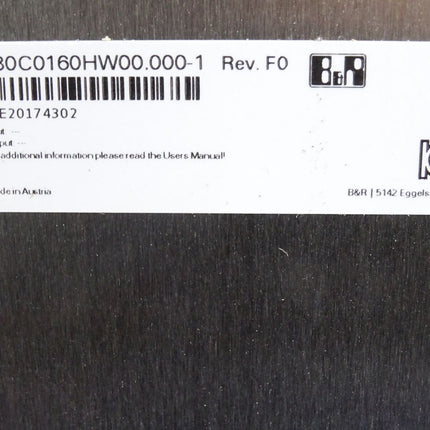 80C0160HW00.000-1 Rev. F0 B&R
E20174302
ut ---
put ---
additional information please read the Users Manual!
de in Austria
B&R | 5142 Eggels